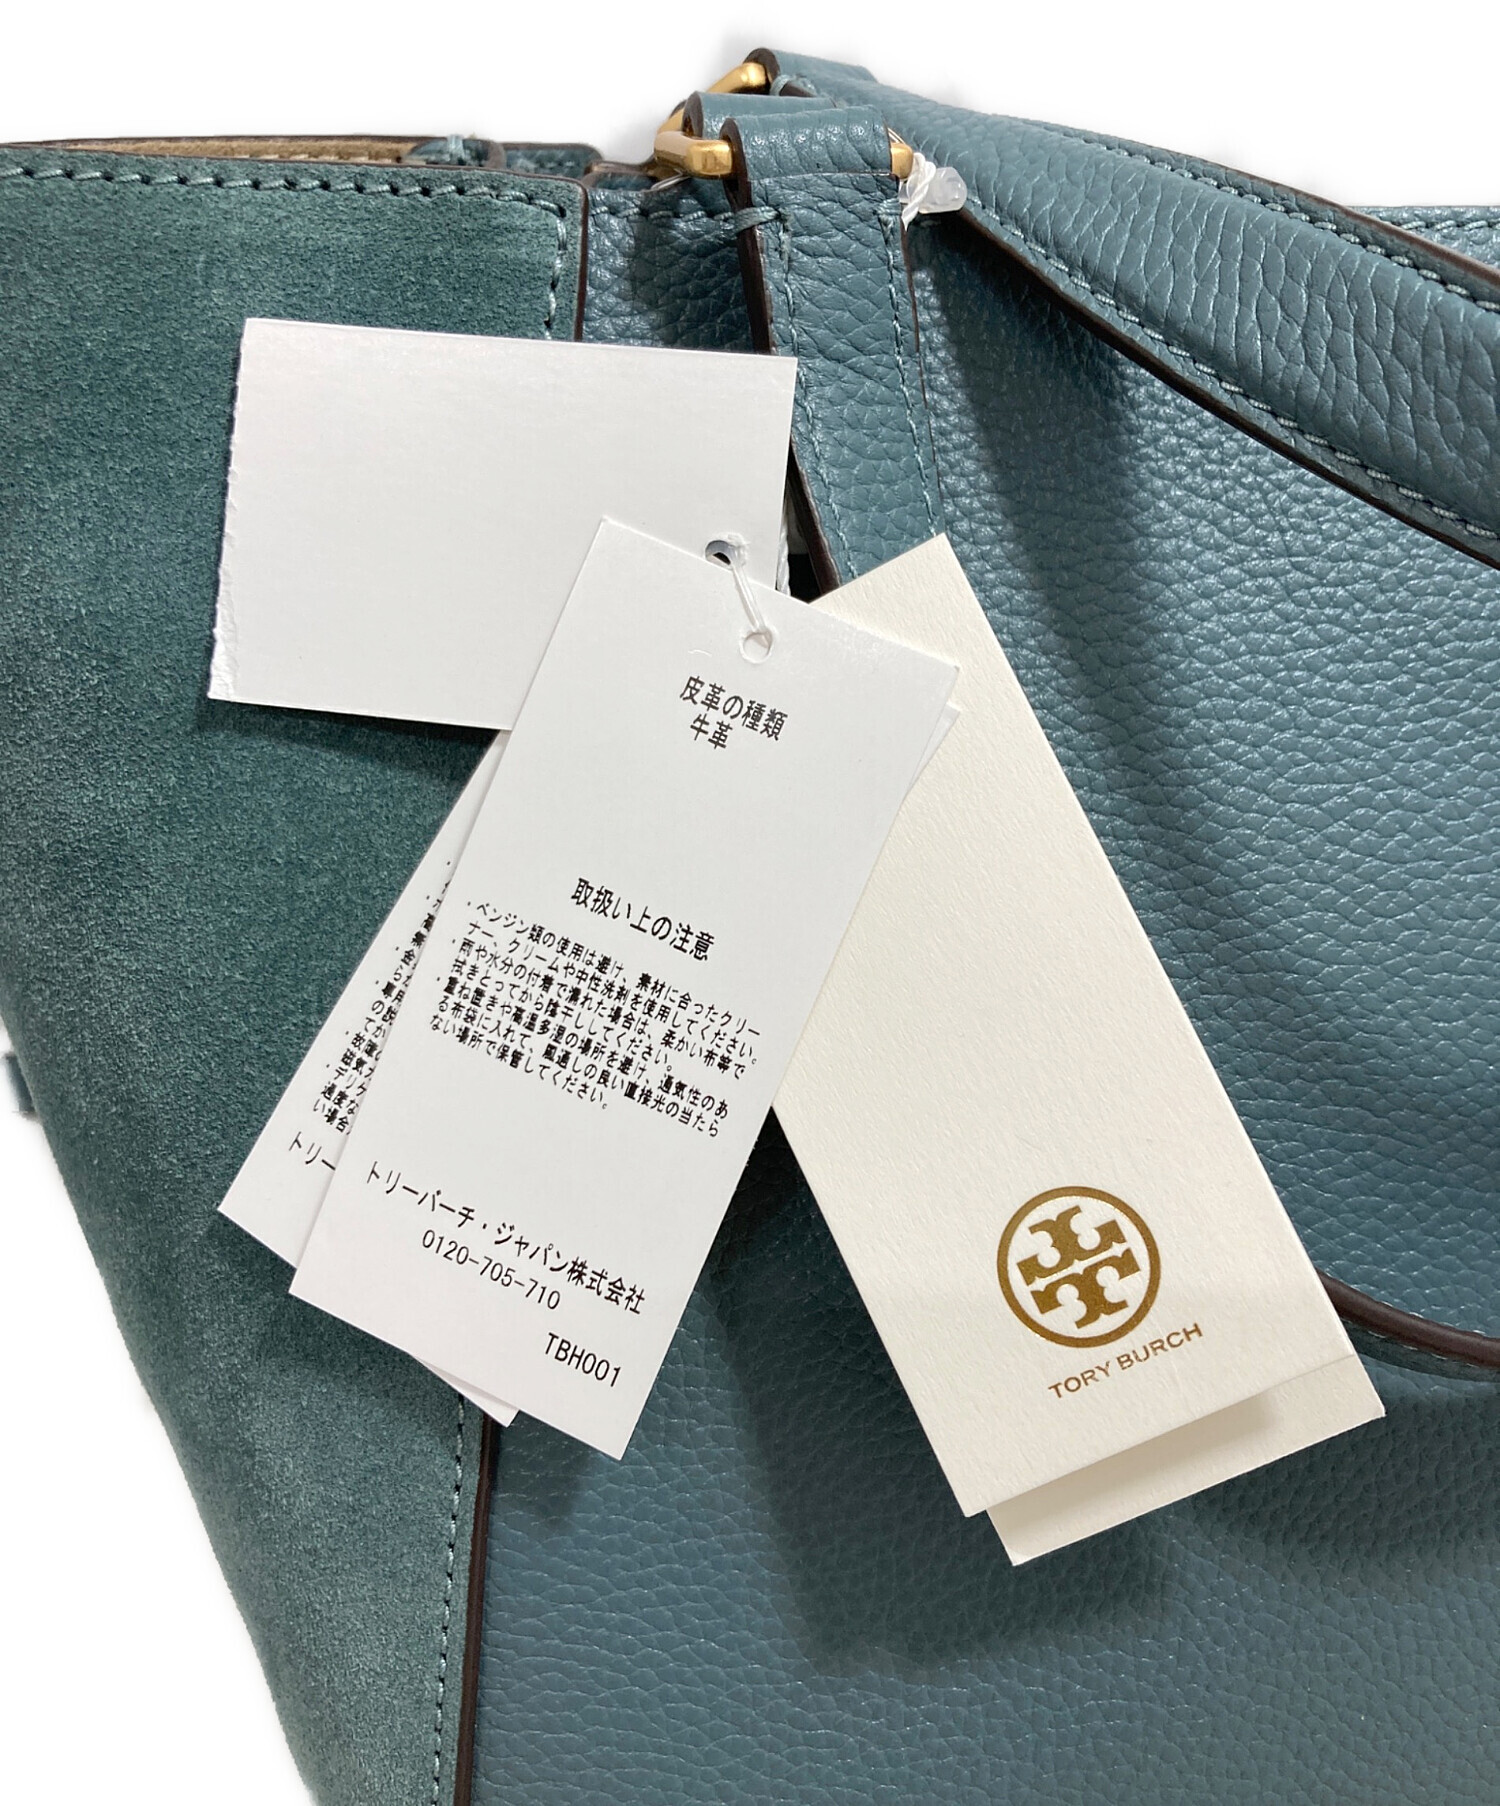 皮革の種類
牛革
取扱い上の注意
・ベンジン類の使用は避け、素材に合ったクリー
ナー、クリームや中性洗剤を使用してください。
・雨や水分の付着で濡れた場合は、柔かい布等で
拭きとってから陰干ししてください。
・重ね置きや高温多湿の場所を避け、通気性のあ
る布袋に入れて、風通しの良い直接光の当たら
ない場所で保管してください。
トリーバーチ・ジャパン株式会社
0120-705-710
TBH001
トリー
TORY BURCH